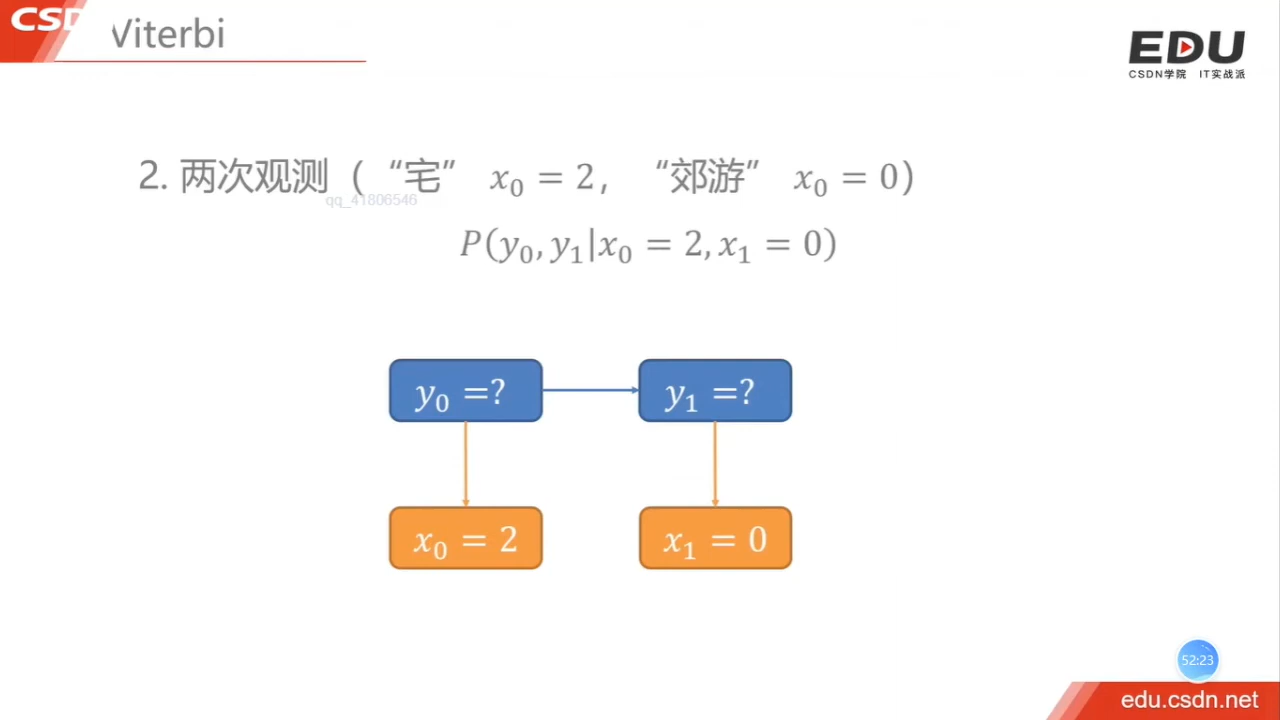 CSD
Viterbi
EDU
CSDN学院 IT实战派
2. 两次观测（“宅” x₀ = 2, “郊游” x₀ = 0）
qq_41806546
P(y₀, y₁|x₀ = 2, x₁ = 0)
y₀ =?
y₁ =?
x₀ = 2
x₁ = 0
52:23
edu.csdn.net